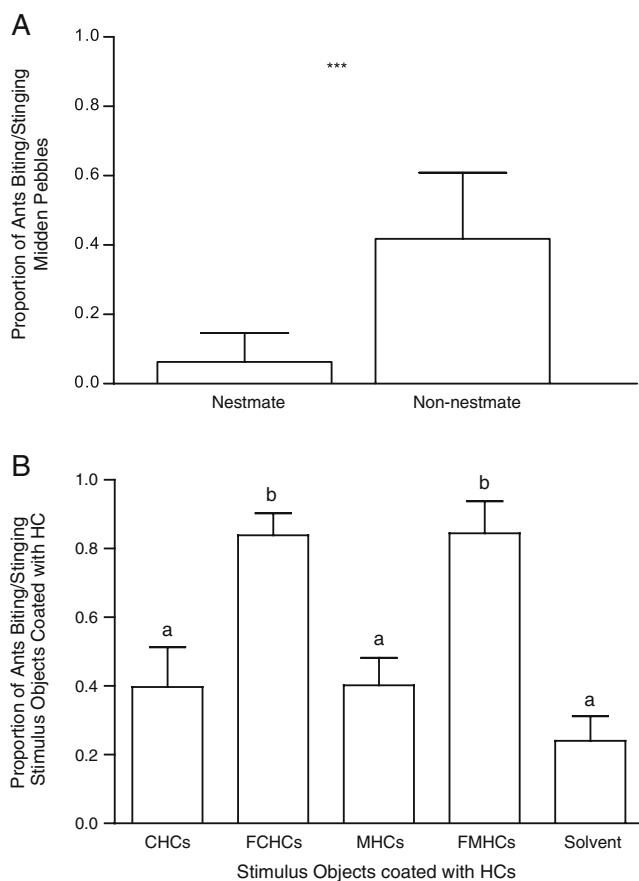 A
Proportion of Ants Biting/Stinging
Midden Pebbles
1.0
0.8
0.6
0.4
0.2
0.0
***
Nestmate
Non-nestmate
B
Proportion of Ants Biting/Stinging
Stimulus Objects Coated with HC
1.0
0.8
0.6
0.4
0.2
0.0
a
b
a
b
a
CHCs
FCHCs
MHCs
FMHCs
Solvent
Stimulus Objects coated with HCs